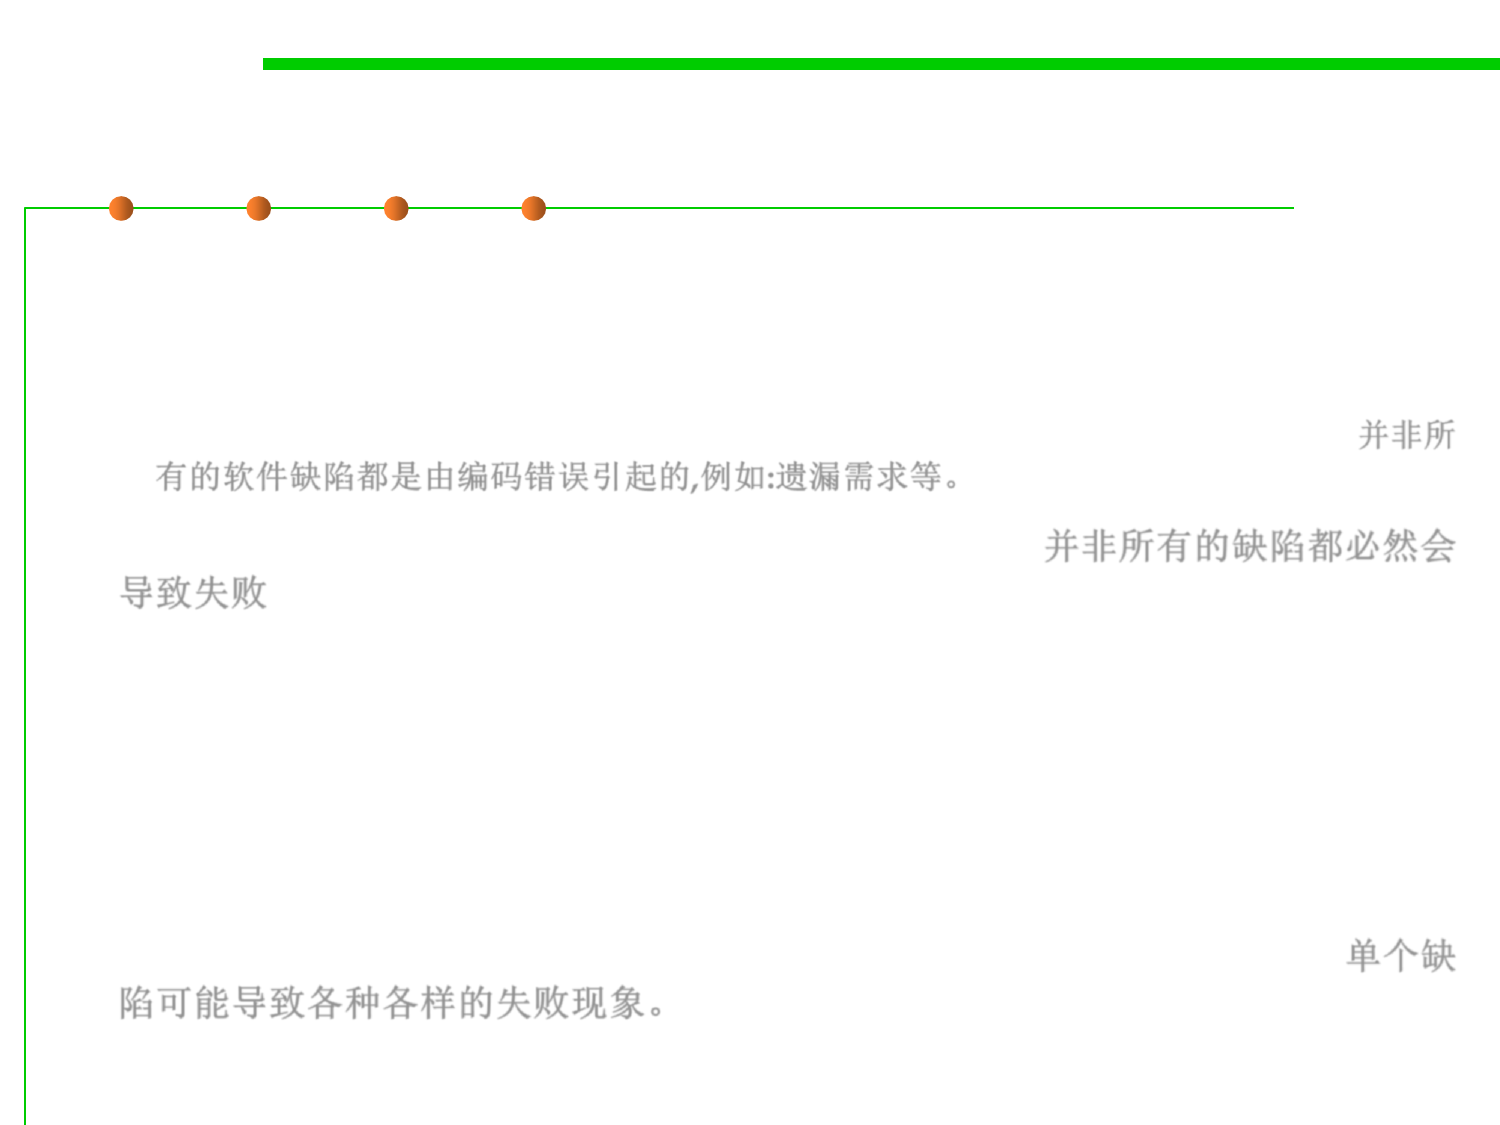 并非所
有的软件缺陷都是由编码错误引起的,例如:遗漏需求等。
并非所有的缺陷都必然会
导致失败
单个缺
陷可能导致各种各样的失败现象。